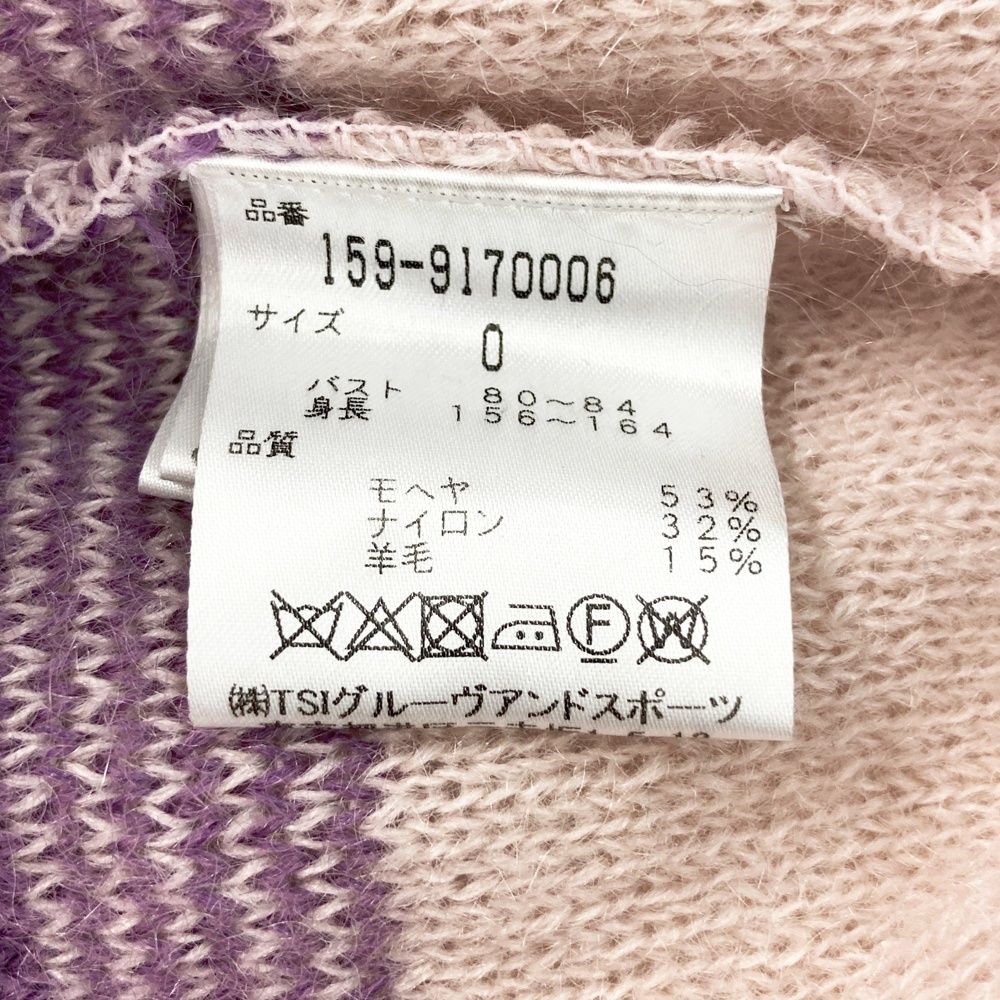 品番
159-9170006
サイズ
0
バスト 80～84
身長 156～164
品質
モヘヤ 53%
ナイロン 32%
羊毛 15%
F
W
㈱TSIグルーヴアンドスポーツ